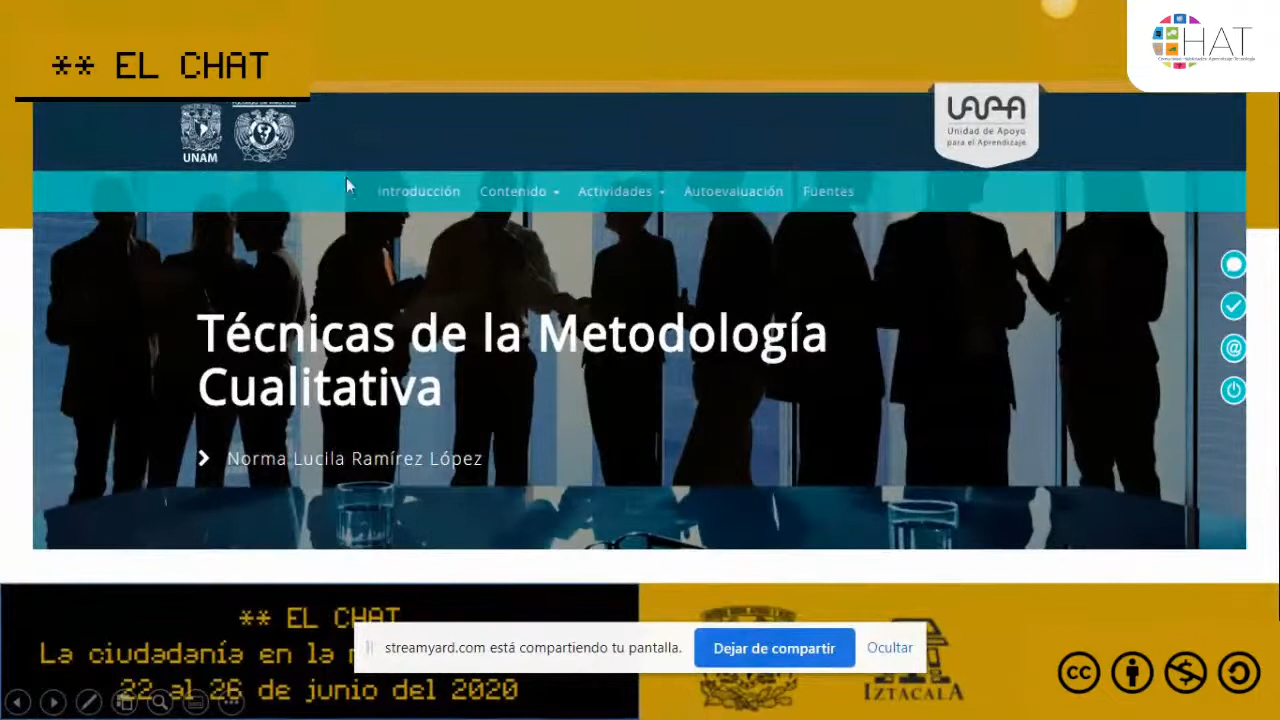 ** EL CHAT
HAT
UNAM
Unidad de Apoyo
para el Aprendizaje
Introducción
Contenido
Actividades
Autoevaluación
Fuentes
Técnicas de la Metodología
Cualitativa
Norma Lucila Ramírez López
** EL CHAT
La ciudadanía en la
22 al 26 de junio del 2020
streamyard.com está compartiendo tu pantalla.
Dejar de compartir
Ocultar
IZTACALA
cc